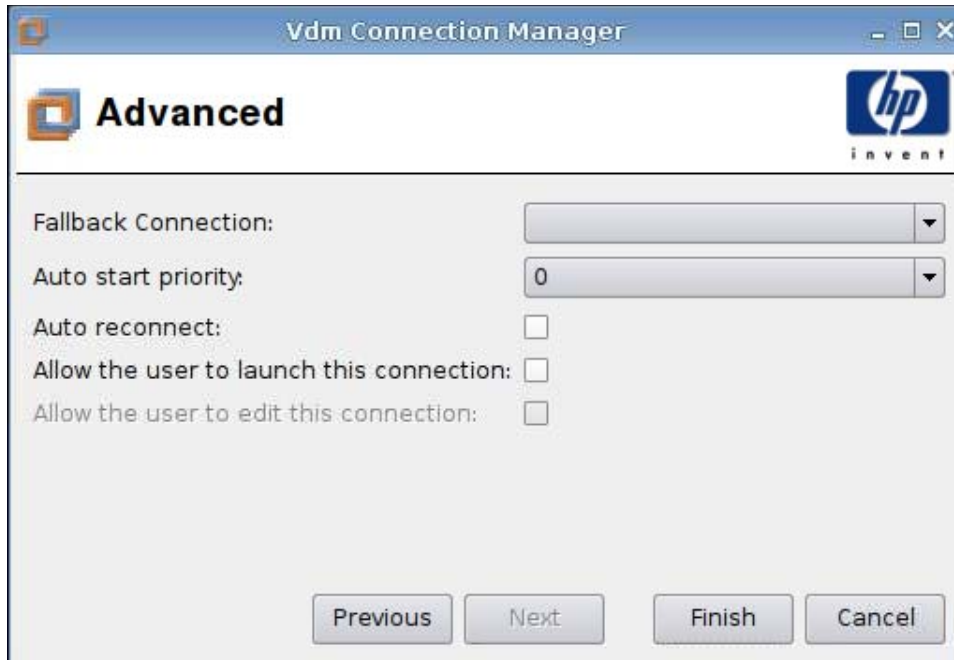 Vdm Connection Manager
Advanced
hp
invent
Fallback Connection:
Auto start priority: 0
Auto reconnect:
Allow the user to launch this connection:
Allow the user to edit this connection:
Previous Next Finish Cancel